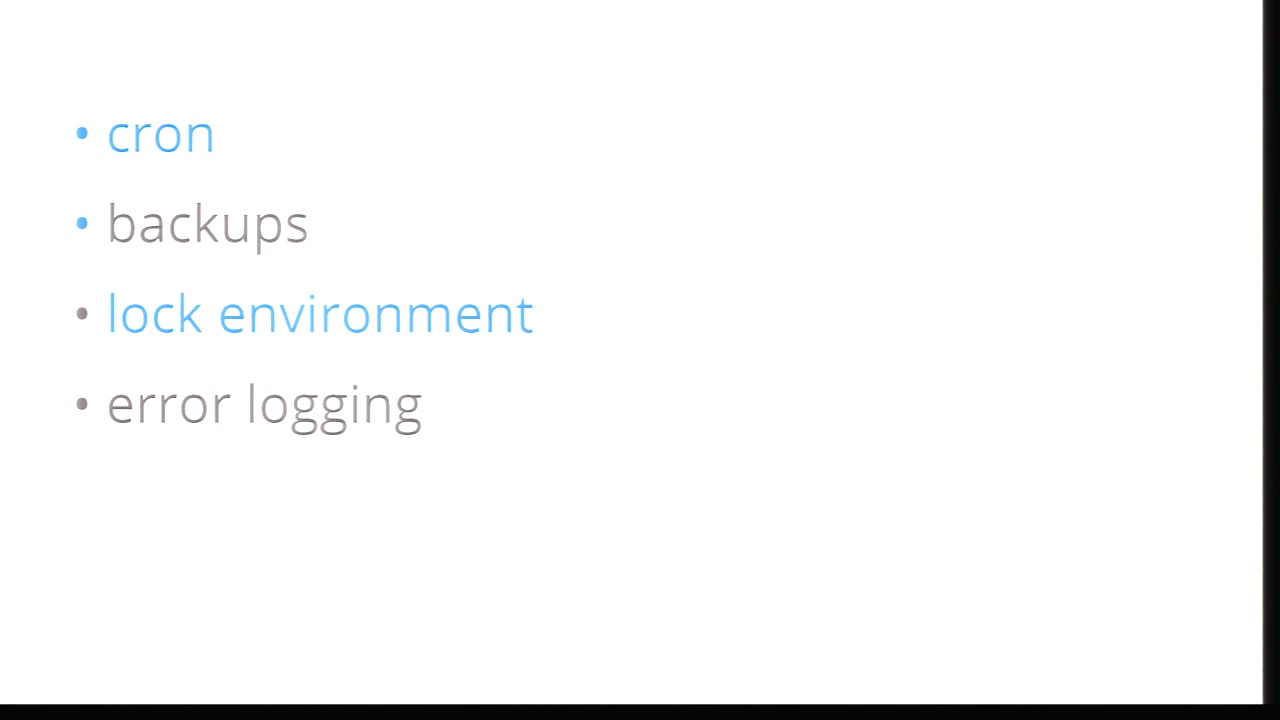 • cron
• backups
• lock environment
• error logging